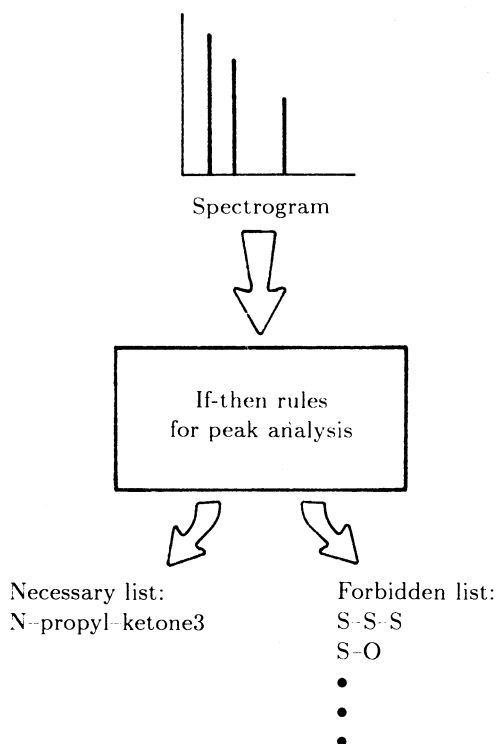 Spectrogram
If-then rules
for peak analysis
Necessary list:
N--propyl-ketone3
Forbidden list:
S-S-S
S-O